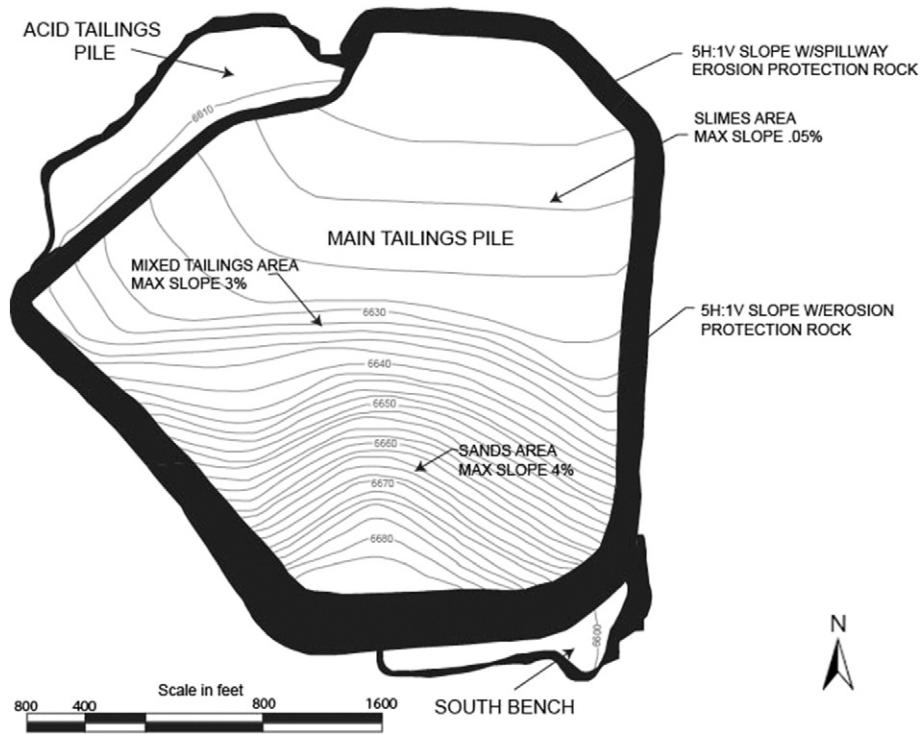 ACID TAILINGS
PILE
5H:1V SLOPE W/SPILLWAY
EROSION PROTECTION ROCK
6610
SLIMES AREA
MAX SLOPE .05%
MAIN TAILINGS PILE
MIXED TAILINGS AREA
MAX SLOPE 3%
6630
5H:1V SLOPE W/EROSION
PROTECTION ROCK
6640
6650
6660
SANDS AREA
MAX SLOPE 4%
6670
6680
6600
N
SOUTH BENCH
Scale in feet
800 400 800 1600